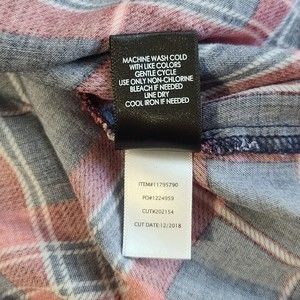 MACHINE WASH COLD
WITH LIKE COLORS
GENTLE CYCLE
USE ONLY NON-CHLORINE
BLEACH IF NEEDED
LINE DRY
COOL IRON IF NEEDED
ITEM#11795790
PO#1224959
CUT#202154
CUT DATE:12/2018